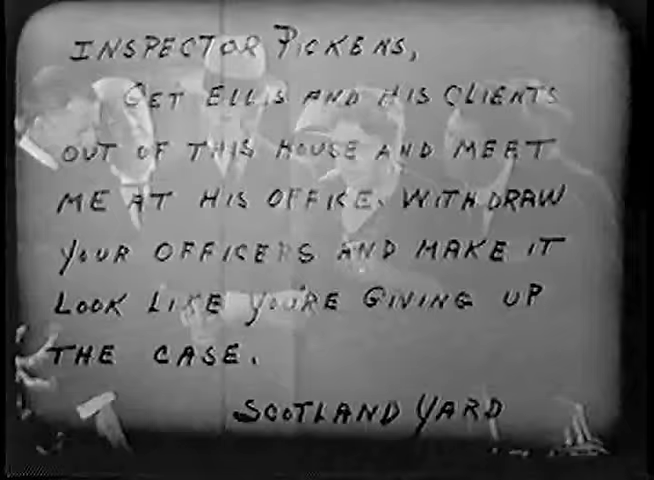 INSPECTOR PICKENS,
GET ELLIS AND HIS CLIENTS
OUT OF THIS HOUSE AND MEET
ME AT HIS OFFICE. WITHDRAW
YOUR OFFICERS AND MAKE IT
LOOK LIKE YOU'RE GIVING UP
THE CASE.
SCOTLAND YARD